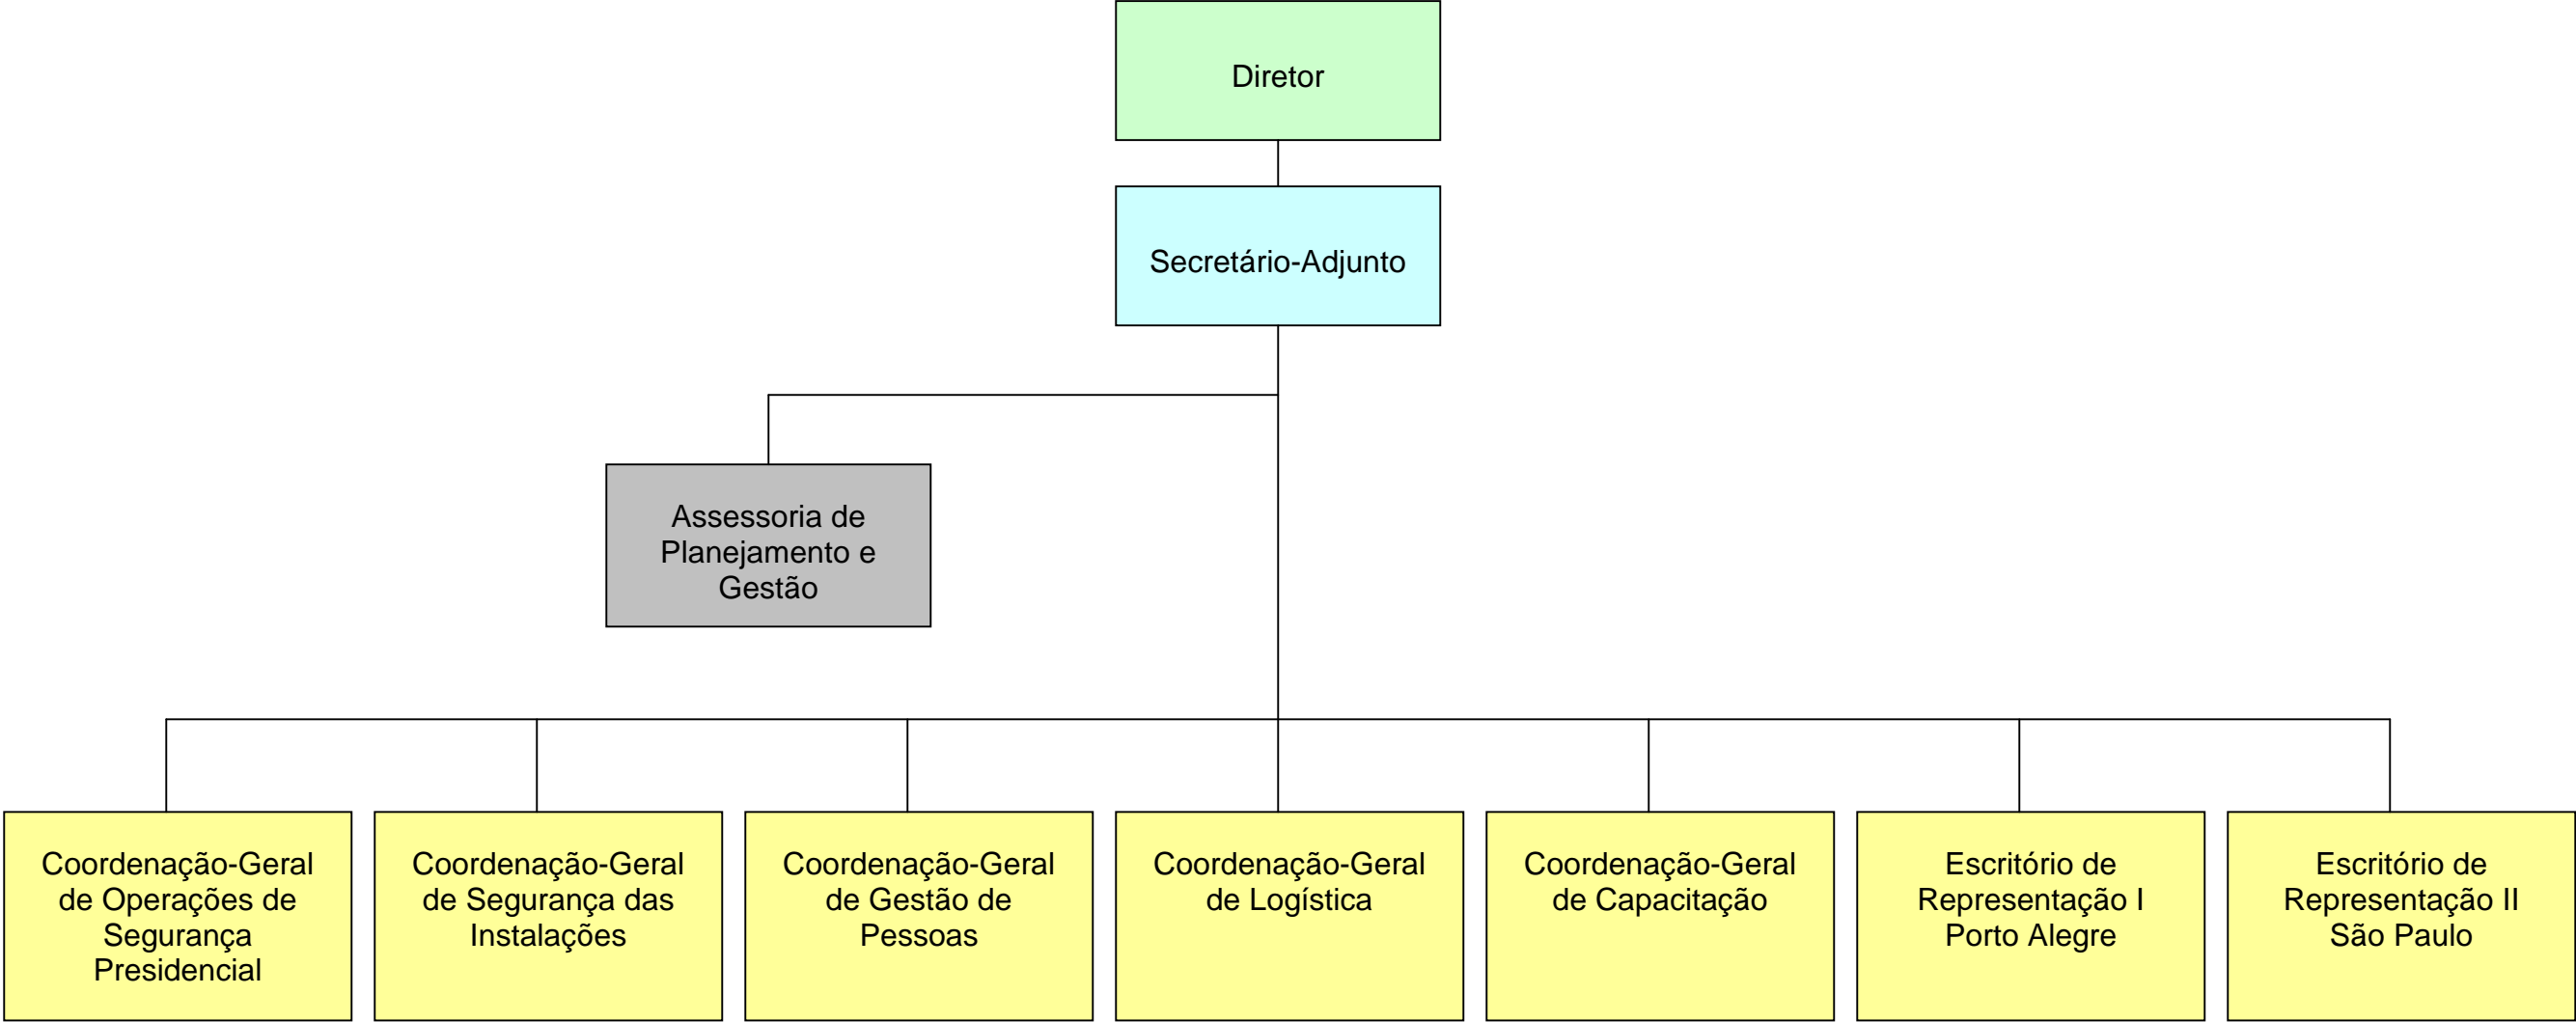 Diretor
Secretário-Adjunto
Assessoria de
Planejamento e
Gestão
Coordenação-Geral
de Operações de
Segurança
Presidencial
Coordenação-Geral
de Segurança das
Instalações
Coordenação-Geral
de Gestão de
Pessoas
Coordenação-Geral
de Logística
Coordenação-Geral
de Capacitação
Escritório de
Representação I
Porto Alegre
Escritório de
Representação II
São Paulo